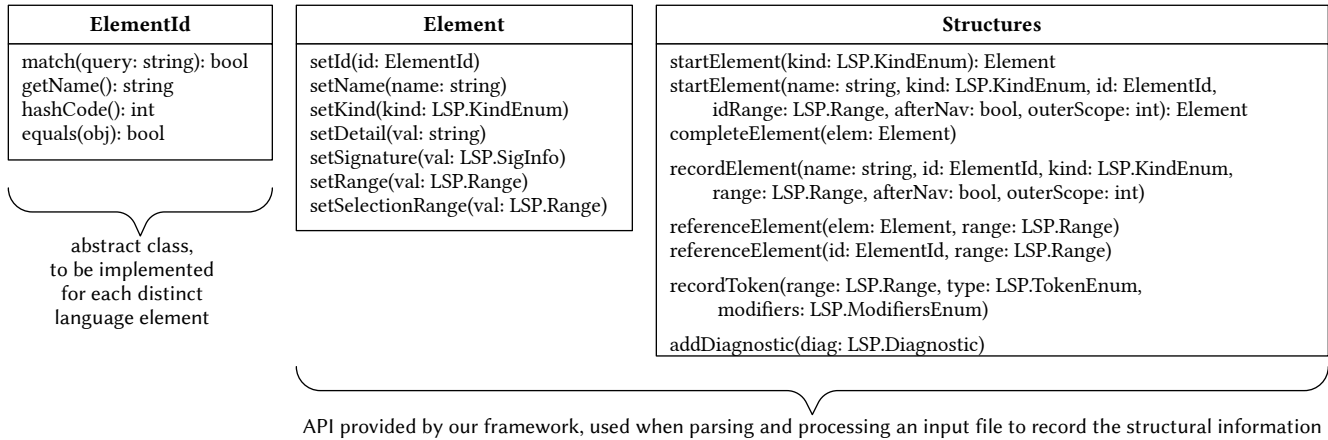 ElementId
match(query: string): bool
getName(): string
hashCode(): int
equals(obj): bool
abstract class,
to be implemented
for each distinct
language element
Element
setId(id: ElementId)
setName(name: string)
setKind(kind: LSP.KindEnum)
setDetail(val: string)
setSignature(val: LSP.SigInfo)
setRange(val: LSP.Range)
setSelectionRange(val: LSP.Range)
Structures
startElement(kind: LSP.KindEnum): Element
startElement(name: string, kind: LSP.KindEnum, id: ElementId,
idRange: LSP.Range, afterNav: bool, outerScope: int): Element
completeElement(elem: Element)
recordElement(name: string, id: ElementId, kind: LSP.KindEnum,
range: LSP.Range, afterNav: bool, outerScope: int)
referenceElement(elem: Element, range: LSP.Range)
referenceElement(id: ElementId, range: LSP.Range)
recordToken(range: LSP.Range, type: LSP.TokenEnum,
modifiers: LSP.ModifiersEnum)
addDiagnostic(diag: LSP.Diagnostic)
API provided by our framework, used when parsing and processing an input file to record the structural information